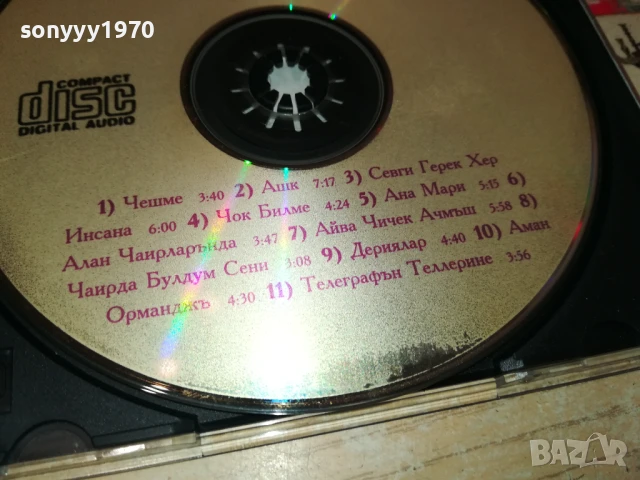 sonyyy1970
COMPACT
disc
DIGITAL AUDIO
1) Чешме 3:40 2) Ашк 7:17 3) Севги Герек Хер
Инсана 6:00 4) Чок Билме 4:24 5) Ана Мари 5:15 6)
Алан Чаирларънда 3:47 7) Айва Чичек Ачмъш 5:58 8)
Чаирда Булдум Сени 3:08 9) Дериялар 4:40 10) Аман
Орманджъ 4:30 11) Телеграфън Теллерине 3:56
BAZAR
bazar.bg